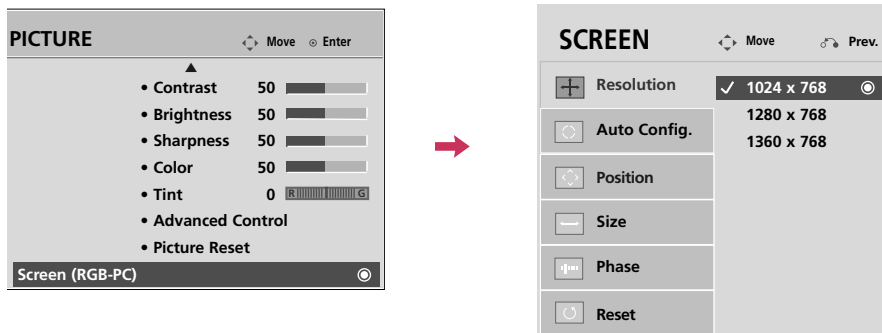 PICTURE
Move
Enter
• Contrast 50
• Brightness 50
• Sharpness 50
• Color 50
• Tint 0 R G
• Advanced Control
• Picture Reset
Screen (RGB-PC)
SCREEN
Move
Prev.
Resolution
Auto Config.
Position
Size
Phase
Reset
1024 x 768
1280 x 768
1360 x 768